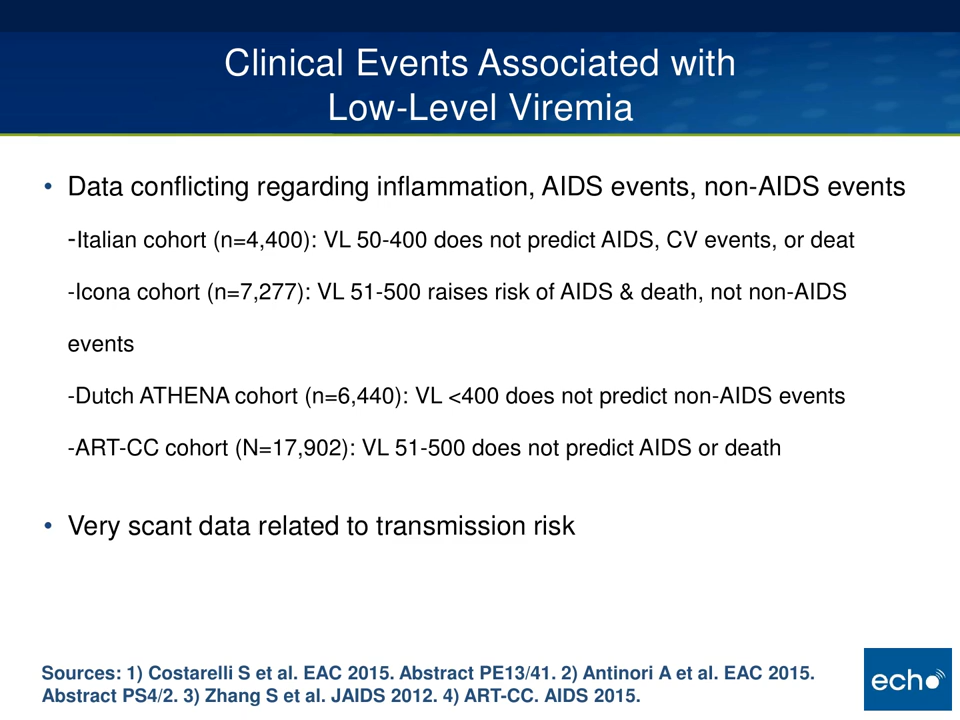 Clinical Events Associated with
Low-Level Viremia
• Data conflicting regarding inflammation, AIDS events, non-AIDS events
-Italian cohort (n=4,400): VL 50-400 does not predict AIDS, CV events, or deat
-Icona cohort (n=7,277): VL 51-500 raises risk of AIDS & death, not non-AIDS
events
-Dutch ATHENA cohort (n=6,440): VL <400 does not predict non-AIDS events
-ART-CC cohort (N=17,902): VL 51-500 does not predict AIDS or death
• Very scant data related to transmission risk
Sources: 1) Costarelli S et al. EAC 2015. Abstract PE13/41. 2) Antinori A et al. EAC 2015.
Abstract PS4/2. 3) Zhang S et al. JAIDS 2012. 4) ART-CC. AIDS 2015.
echo